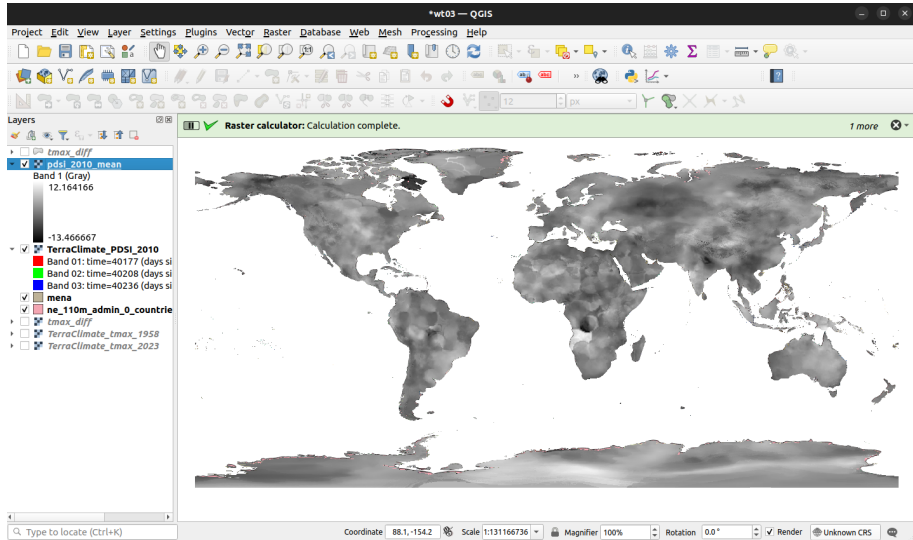 *wt03 — QGIS
Project Edit View Layer Settings Plugins Vector Raster Database Web Mesh Processing Help
12 px
Layers
Raster calculator: Calculation complete. 1 more
tmax_diff
pdsi_2010_mean
Band 1 (Gray)
12.164166
-13.466667
TerraClimate_PDSI_2010
Band 01: time=40177 (days si
Band 02: time=40208 (days si
Band 03: time=40236 (days si
mena
ne_110m_admin_0_countrie
tmax_diff
TerraClimate_tmax_1958
TerraClimate_tmax_2023
Type to locate (Ctrl+K) Coordinate 88.1,-154.2 Scale 1:131166736 Magnifier 100% Rotation 0.0° Render Unknown CRS